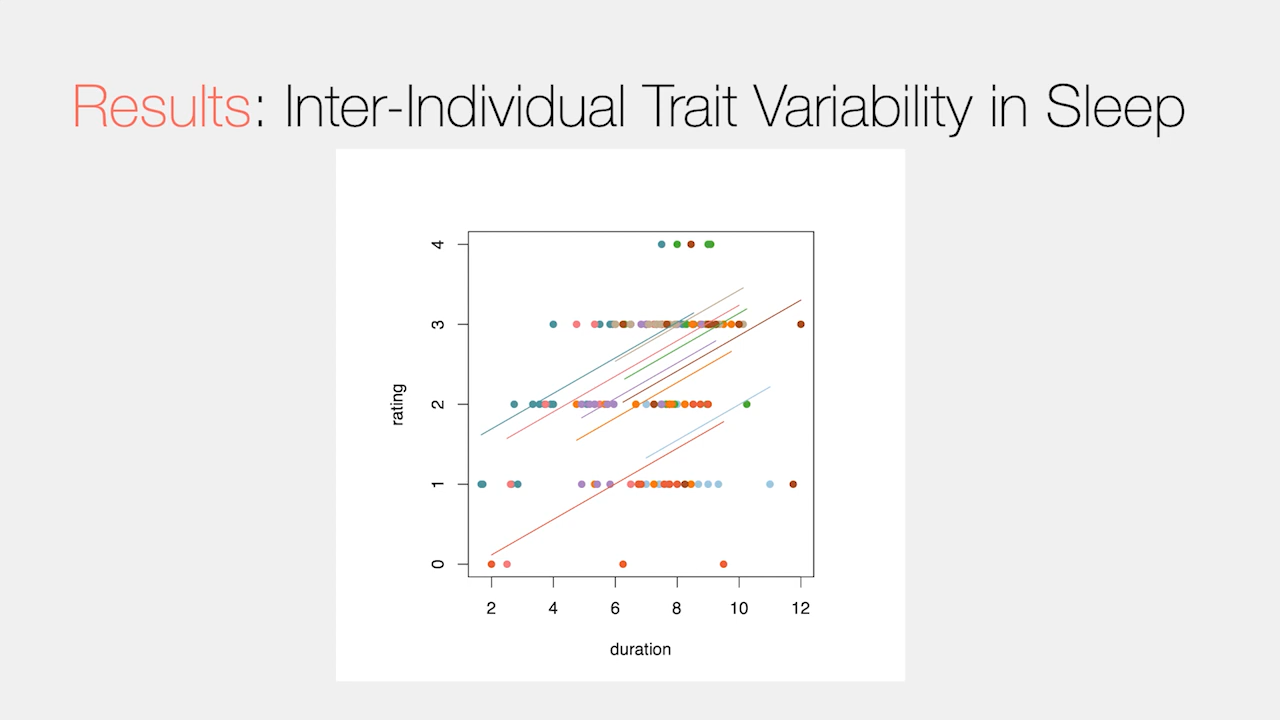 Results: Inter-Individual Trait Variability in Sleep
4
3
2
1
0
rating
2 4 6 8 10 12
duration